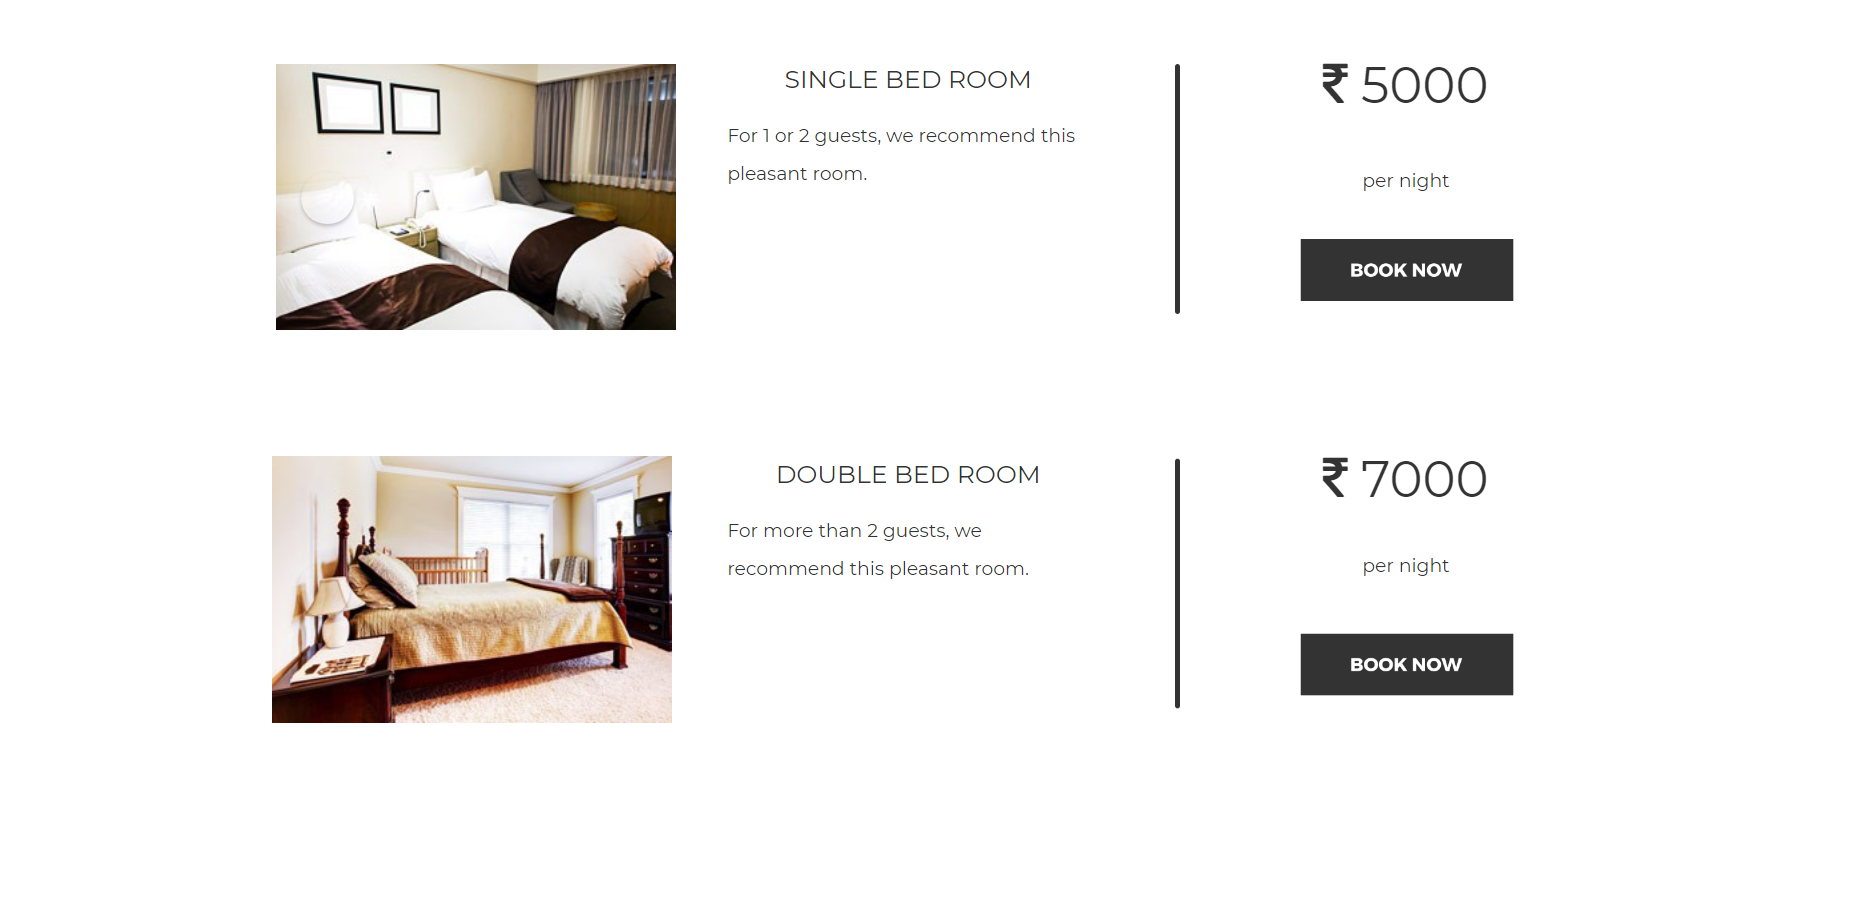 SINGLE BED ROOM
For 1 or 2 guests, we recommend this
pleasant room.
₹ 5000
per night
BOOK NOW
DOUBLE BED ROOM
For more than 2 guests, we
recommend this pleasant room.
₹ 7000
per night
BOOK NOW